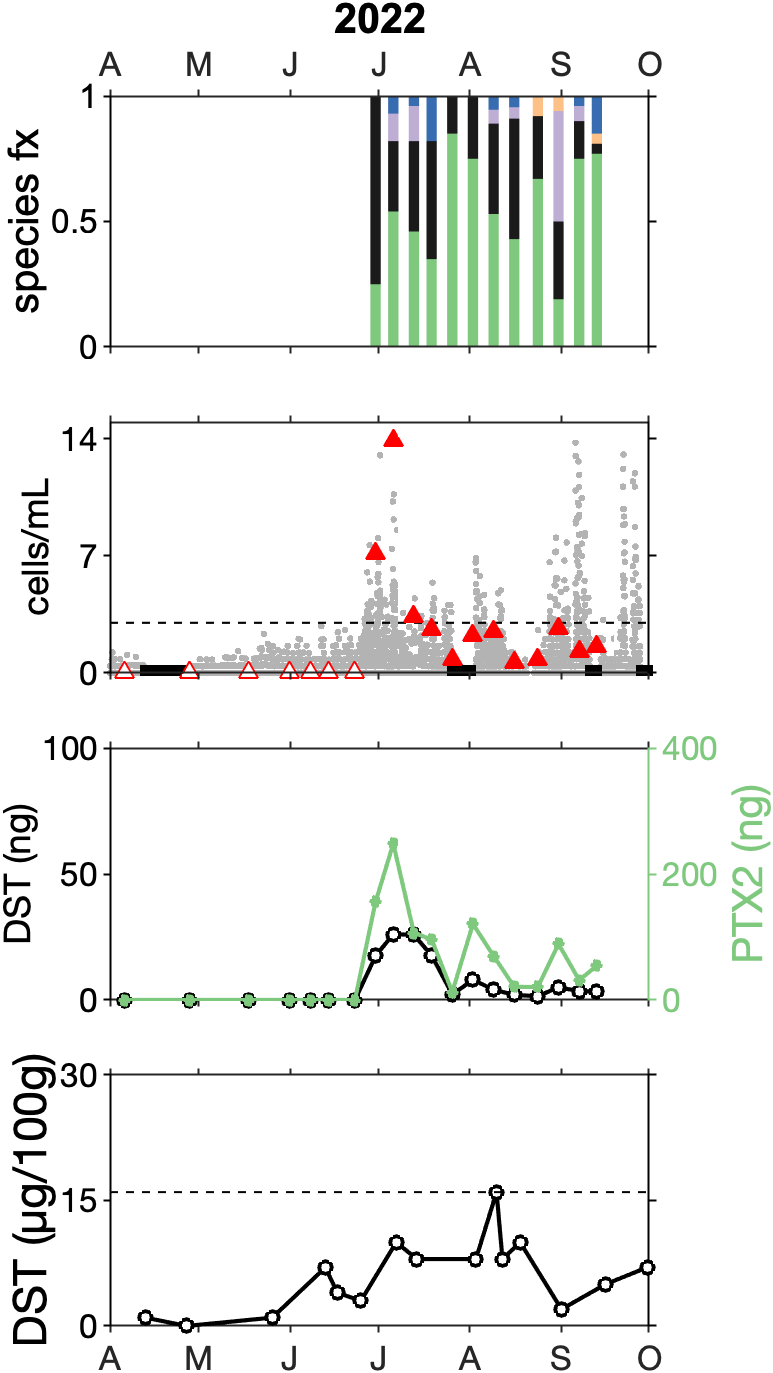 2022
A M J J A S O
species fx
1
0.5
0
cells/mL
14
7
0
DST (ng)
100
50
0
400
200
0
PTX2 (ng)
DST (µg/100g)
30
15
0
A M J J A S O